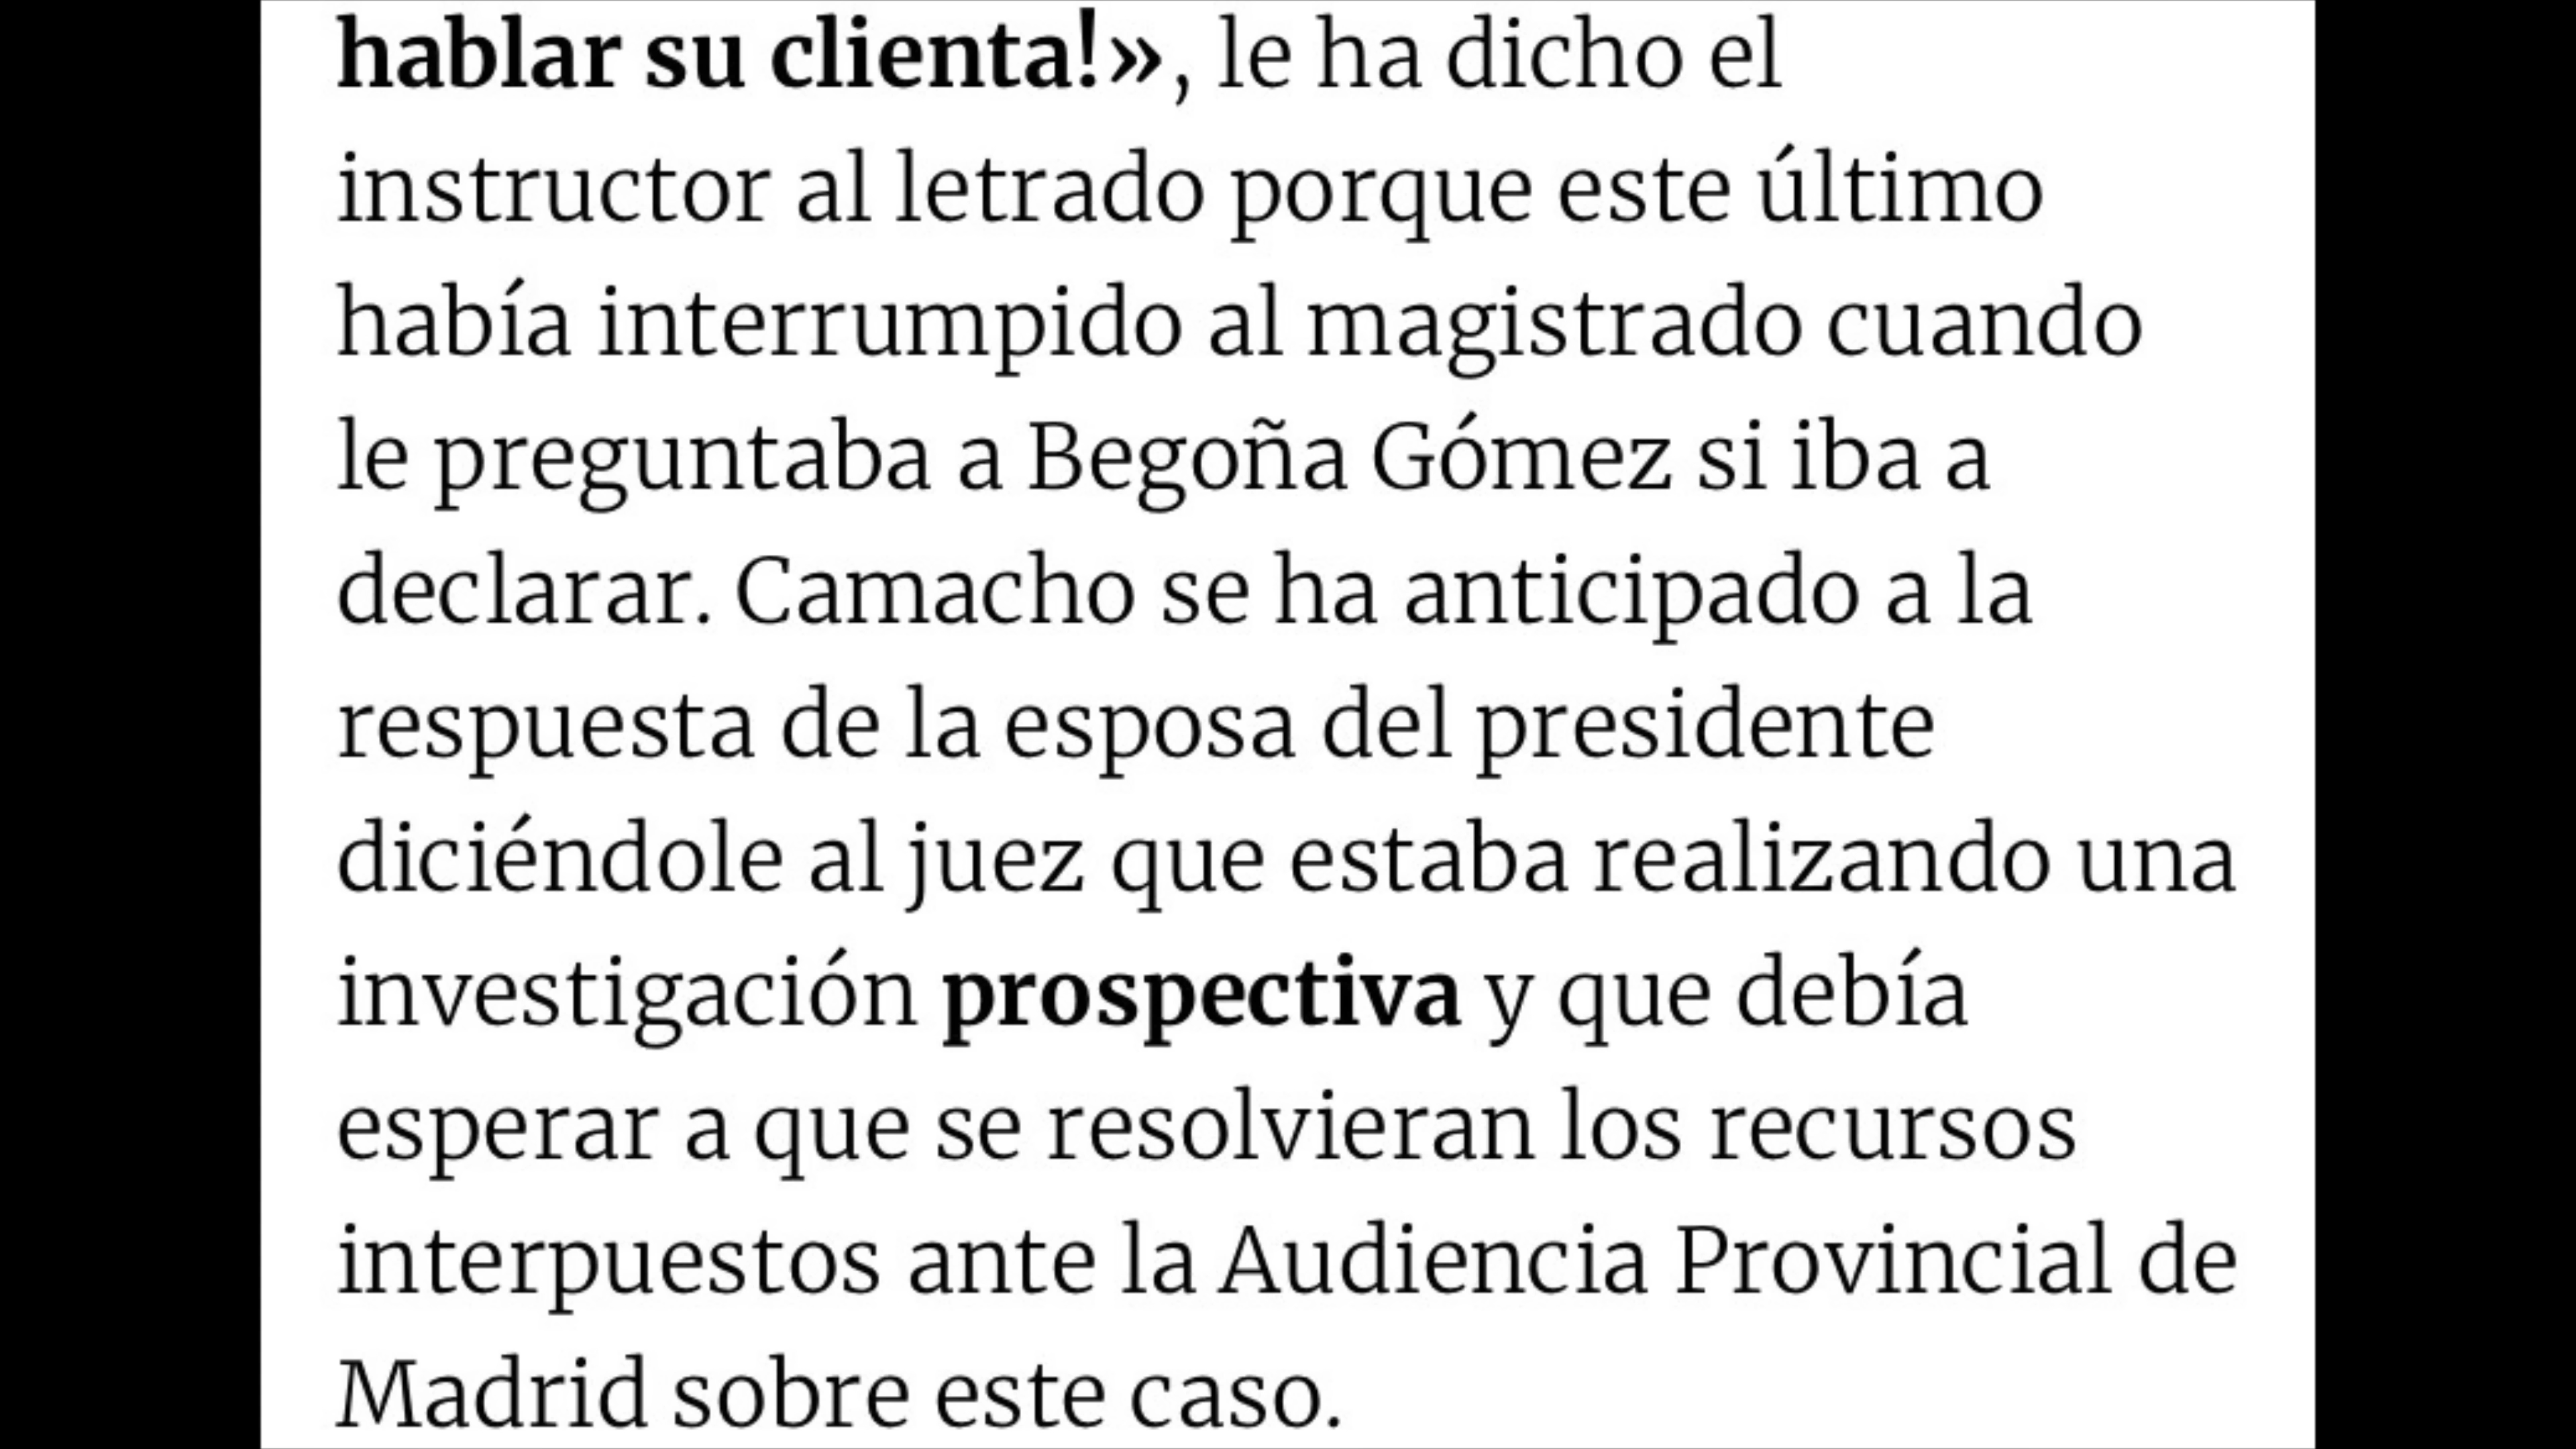 hablar su clienta!», le ha dicho el
instructor al letrado porque este último
había interrumpido al magistrado cuando
le preguntaba a Begoña Gómez si iba a
declarar. Camacho se ha anticipado a la
respuesta de la esposa del presidente
diciéndole al juez que estaba realizando una
investigación prospectiva y que debía
esperar a que se resolvieran los recursos
interpuestos ante la Audiencia Provincial de
Madrid sobre este caso.